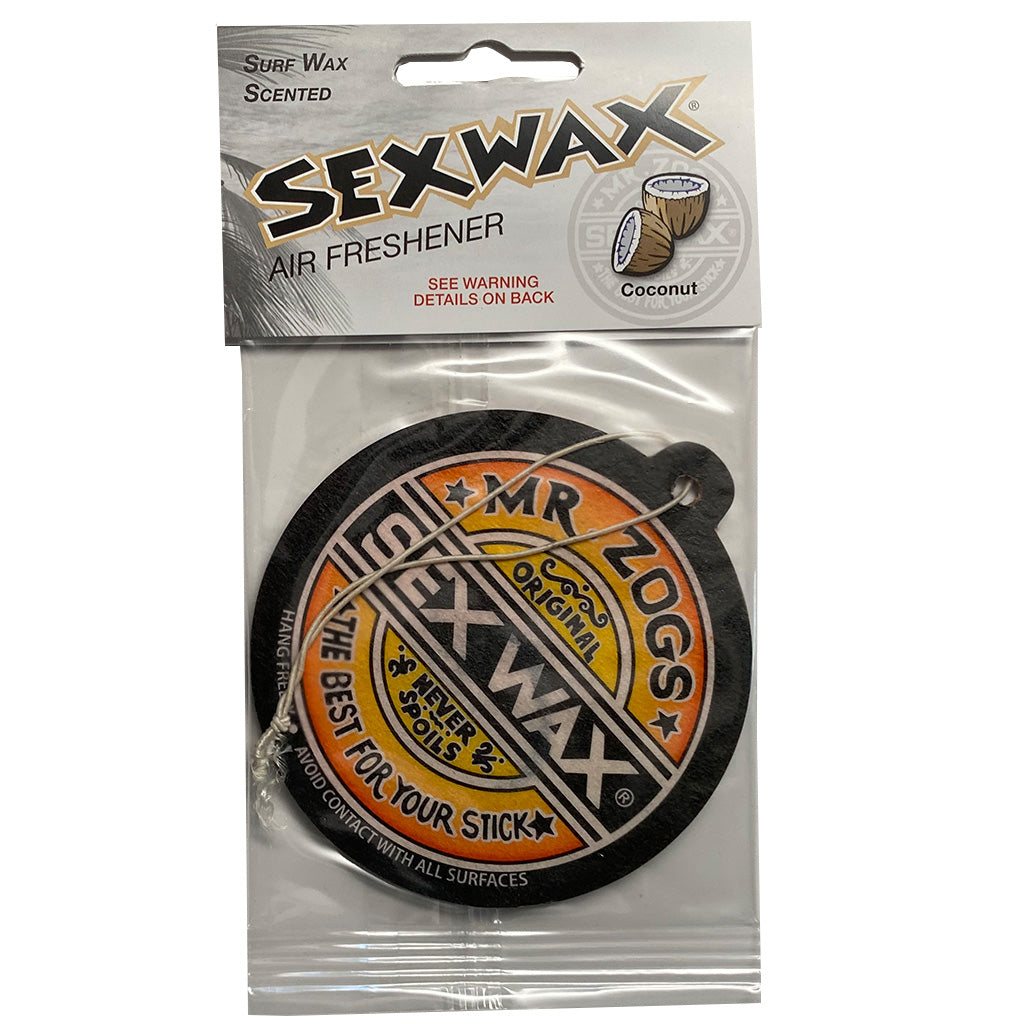 SURF WAX
SCENTED
SEXWAX®
AIR FRESHENER
SEE WARNING
DETAILS ON BACK
Coconut
MR. ZOGS
ORIGINAL
SEX WAX®
NEVER
SPOILS
THE BEST FOR YOUR STICK
HANG
AVOID CONTACT WITH ALL SURFACES